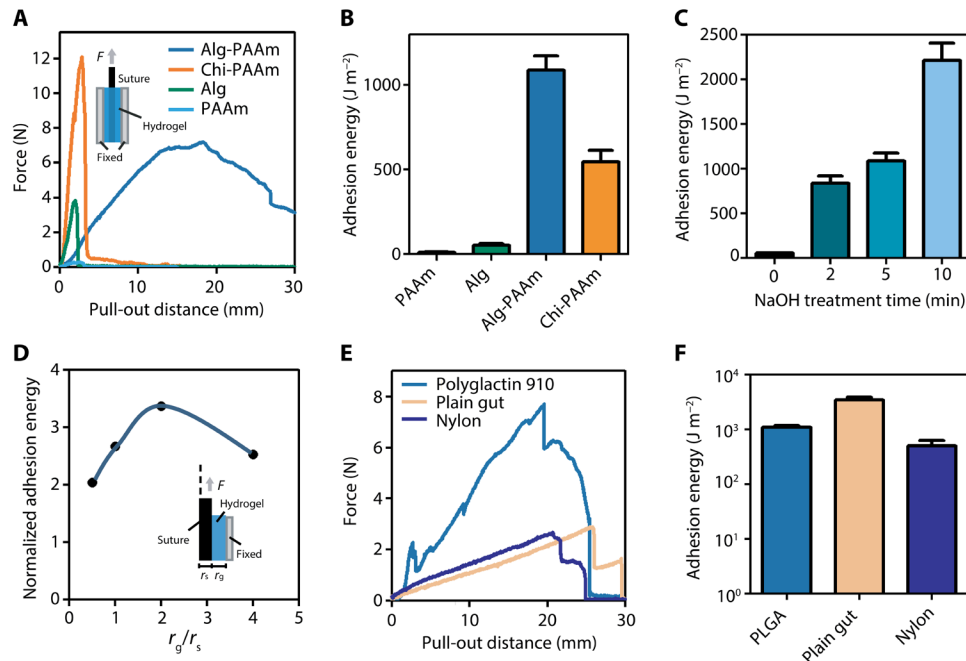 A
Force (N)
12
10
8
6
4
2
0
0
10
20
30
Pull-out distance (mm)
F
Suture
Hydrogel
Fixed
Alg-PAAm
Chi-PAAm
Alg
PAAm
B
Adhesion energy (J m⁻²)
1000
500
0
PAAm
Alg
Alg-PAAm
Chi-PAAm
C
Adhesion energy (J m⁻²)
2500
2000
1500
1000
500
0
0
2
5
10
NaOH treatment time (min)
D
Normalized adhesion energy
4
3
2
1
0
0
1
2
3
4
5
rg/rs
F
Hydrogel
Suture
Fixed
rs
rg
E
Force (N)
8
6
4
2
0
0
10
20
30
Pull-out distance (mm)
Polyglactin 910
Plain gut
Nylon
F
Adhesion energy (J m⁻²)
10⁴
10³
10²
10¹
10⁰
PLGA
Plain gut
Nylon